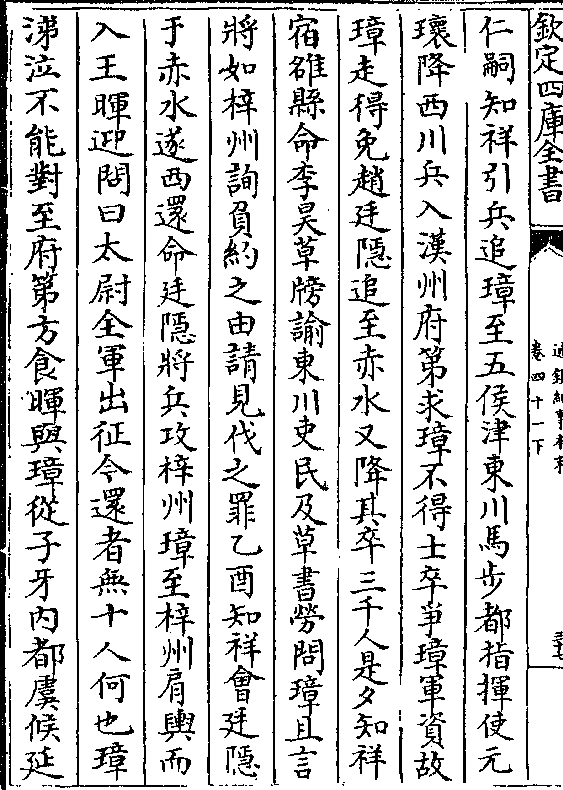 欽定四庫全書
通鑑紀事本末
卷四十一下
仁嗣知祥引兵追璋至五侯津東川馬步都指揮使元
瓌降西川兵入漢州府第求璋不得士卒爭璋軍資故
璋走得免趙廷隱追至赤水又降其卒三千人是夕知祥
宿雒縣命李昊草牓諭東川吏民及草書勞問璋且言
將如梓州詢負約之由請見伐之罪乙酉知祥會廷隱
于赤水遂西還命廷隱將兵攻梓州璋至梓州肩輿而
入王暉迎問曰太尉全軍出征今還者無十人何也璋
涕泣不能對至府第方食暉與璋從子牙內都虞候延